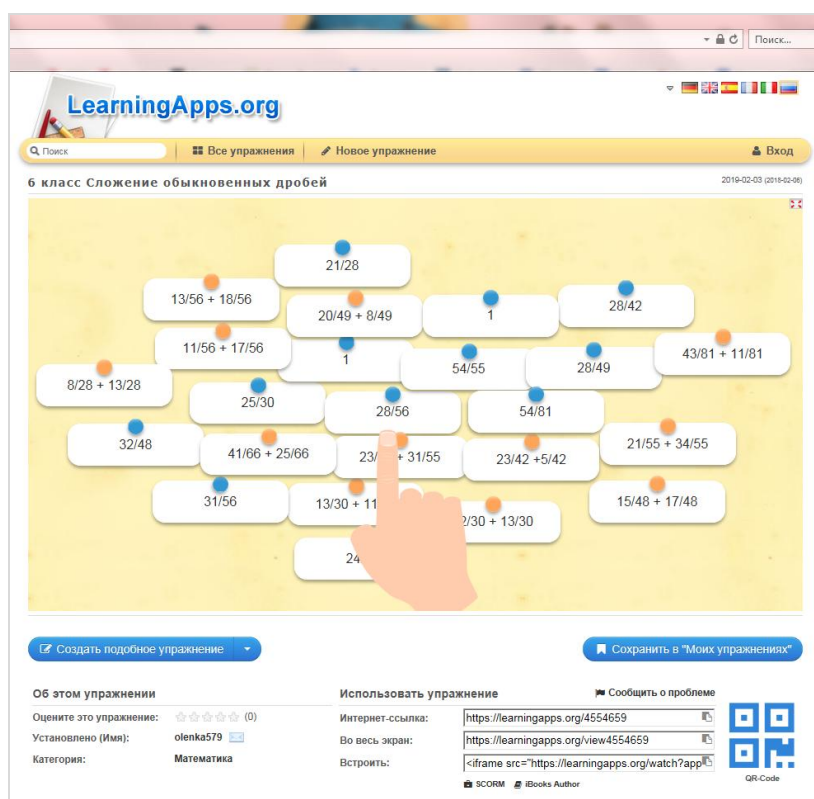 Поиск...
LearningApps.org
Поиск
Все упражнения
Новое упражнение
Вход
6 класс Сложение обыкновенных дробей
2019-02-03 (2018-02-06)
21/28
13/56 + 18/56
20/49 + 8/49
1
28/42
11/56 + 17/56
1
54/55
28/49
43/81 + 11/81
8/28 + 13/28
25/30
28/56
54/81
32/48
41/66 + 25/66
23/ + 31/55
23/42 +5/42
21/55 + 34/55
31/56
13/30 + 11
2/30 + 13/30
15/48 + 17/48
24
Создать подобное упражнение
Сохранить в "Моих упражнениях"
Об этом упражнении
Использовать упражнение
Сообщить о проблеме
Оцените это упражнение: (0)
Интернет-ссылка: https://learningapps.org/4554659
Установлено (Имя): olenka579
Во весь экран: https://learningapps.org/view4554659
Категория: Математика
Встроить: <iframe src="https://learningapps.org/watch?app
SCORM iBooks Author
QR-Code